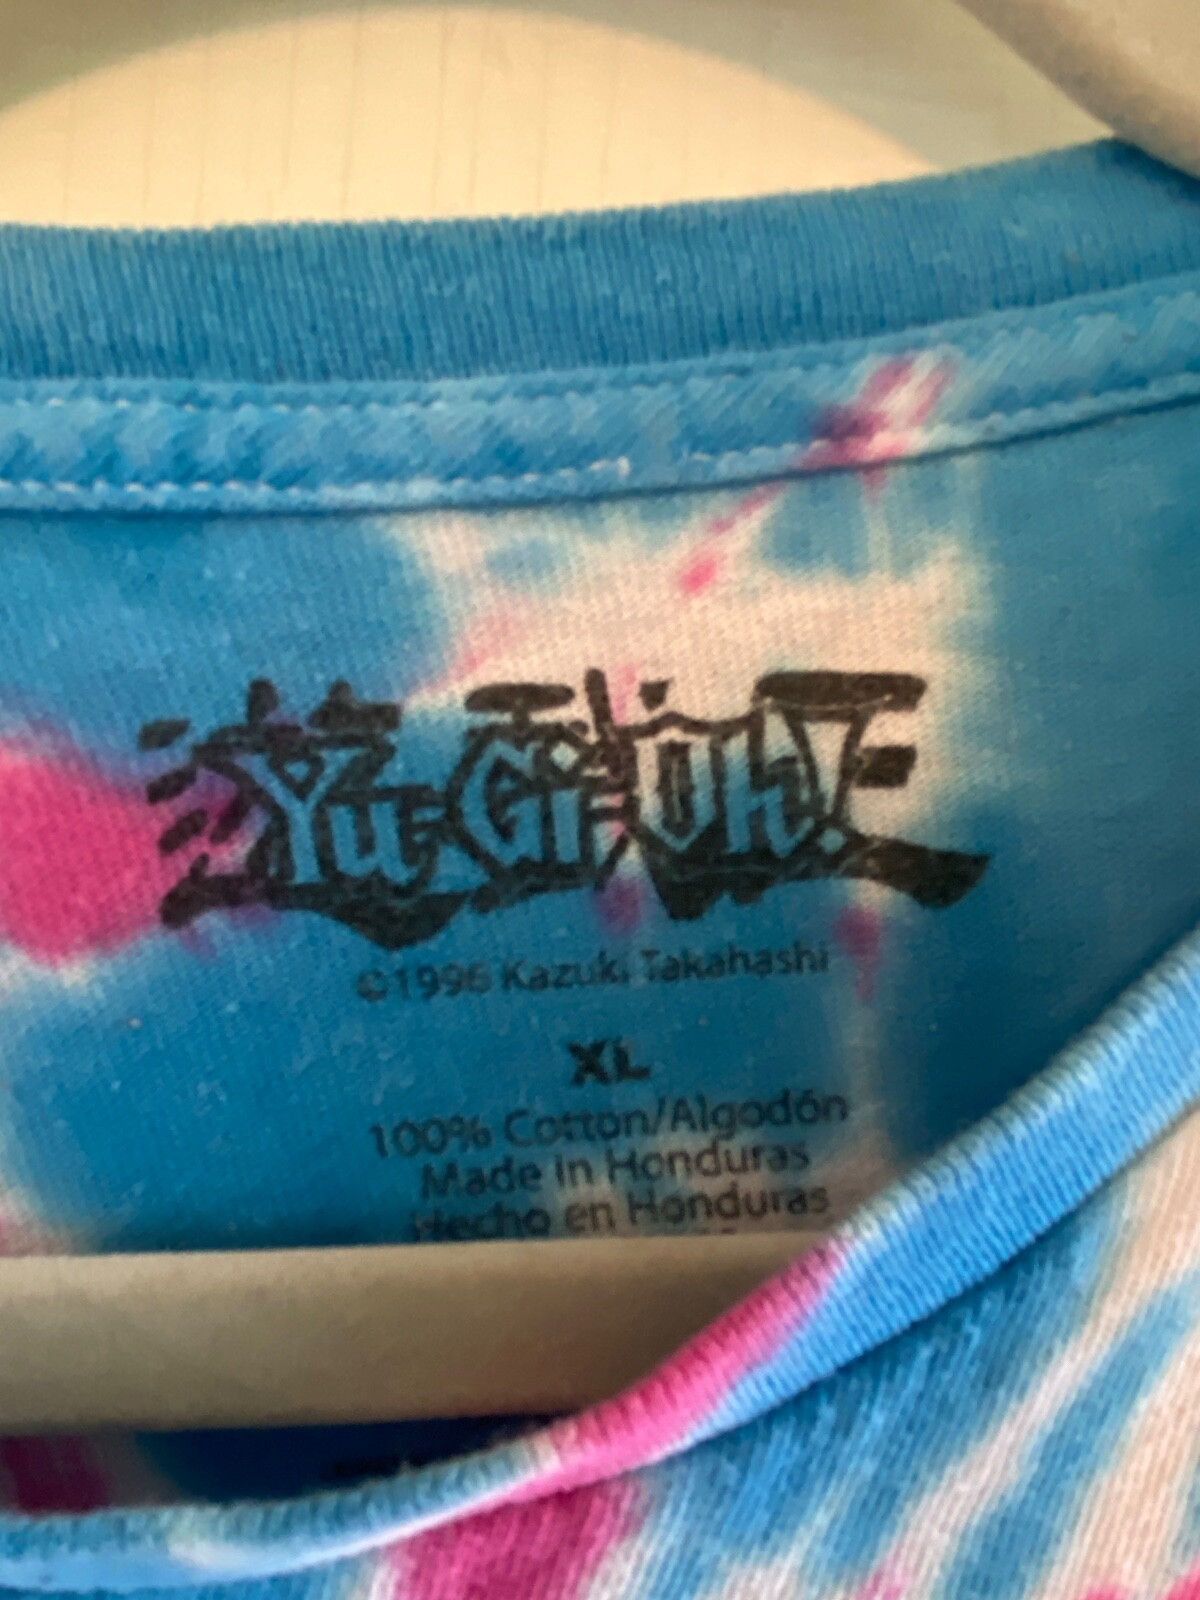 Yu-Gi-Oh!
©1996 Kazuki Takahashi
XL
100% Cotton/Algodón
Made In Honduras
Hecho en Honduras